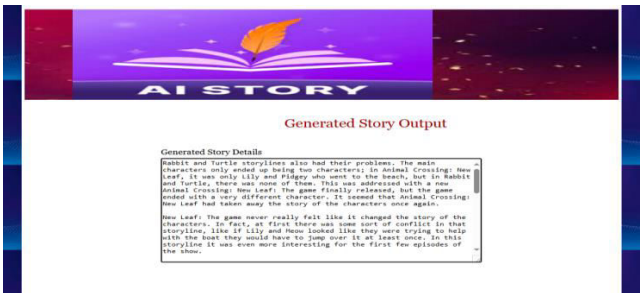 AI STORY
Generated Story Output
Generated Story Details
Rabbit and Turtle storylines also had their problems. The main
characters only ended up being two characters; in Animal Crossing: New
Leaf, it was only Lily and Pidgey who went to the beach, but in Rabbit
and Turtle, there was none of them. This was addressed with a new
Animal Crossing: New Leaf: The game finally released, but the game
ended with a very different character. It seemed that Animal Crossing:
New Leaf had taken away the story of the characters once again.
New Leaf: The game never really felt like it changed the story of the
characters. In fact, at first there was some sort of conflict in that
storyline, like if Lily and Meow looked like they were trying to help
with the boat they would have to jump over it at least once. In this
storyline it was even more interesting for the first few episodes of
the show.